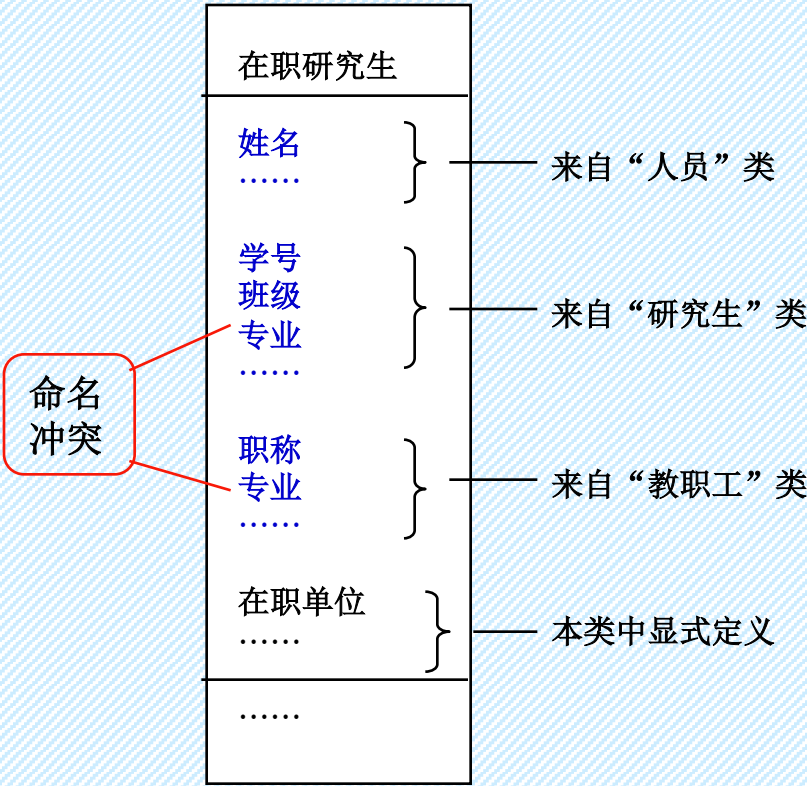 在职研究生
姓名
……
来自“人员”类
学号
班级
专业
……
来自“研究生”类
命名
冲突
职称
专业
……
来自“教职工”类
在职单位
……
本类中显式定义
……